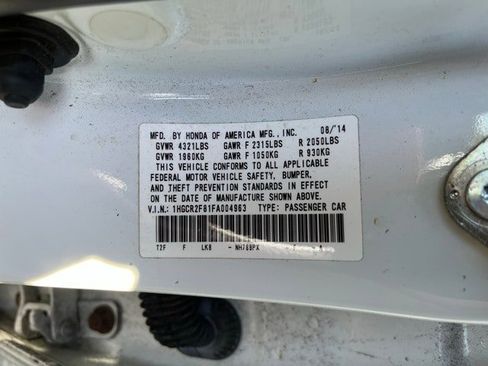 MFD. BY HONDA OF AMERICA MFG., INC. 08/'14
GVWR 4321LBS GAWR F 2315LBS R 2050LBS
GVWR 1960KG GAWR F 1050KG R 930KG
THIS VEHICLE CONFORMS TO ALL APPLICABLE
FEDERAL MOTOR VEHICLE SAFETY, BUMPER,
AND THEFT PREVENTION STANDARDS IN EFFECT
ON THE DATE OF MANUFACTURE SHOWN ABOVE.
V.I.N.: 1HGCR2F81FA004963 TYPE: PASSENGER CAR
T2F F LK8 - NH788PX